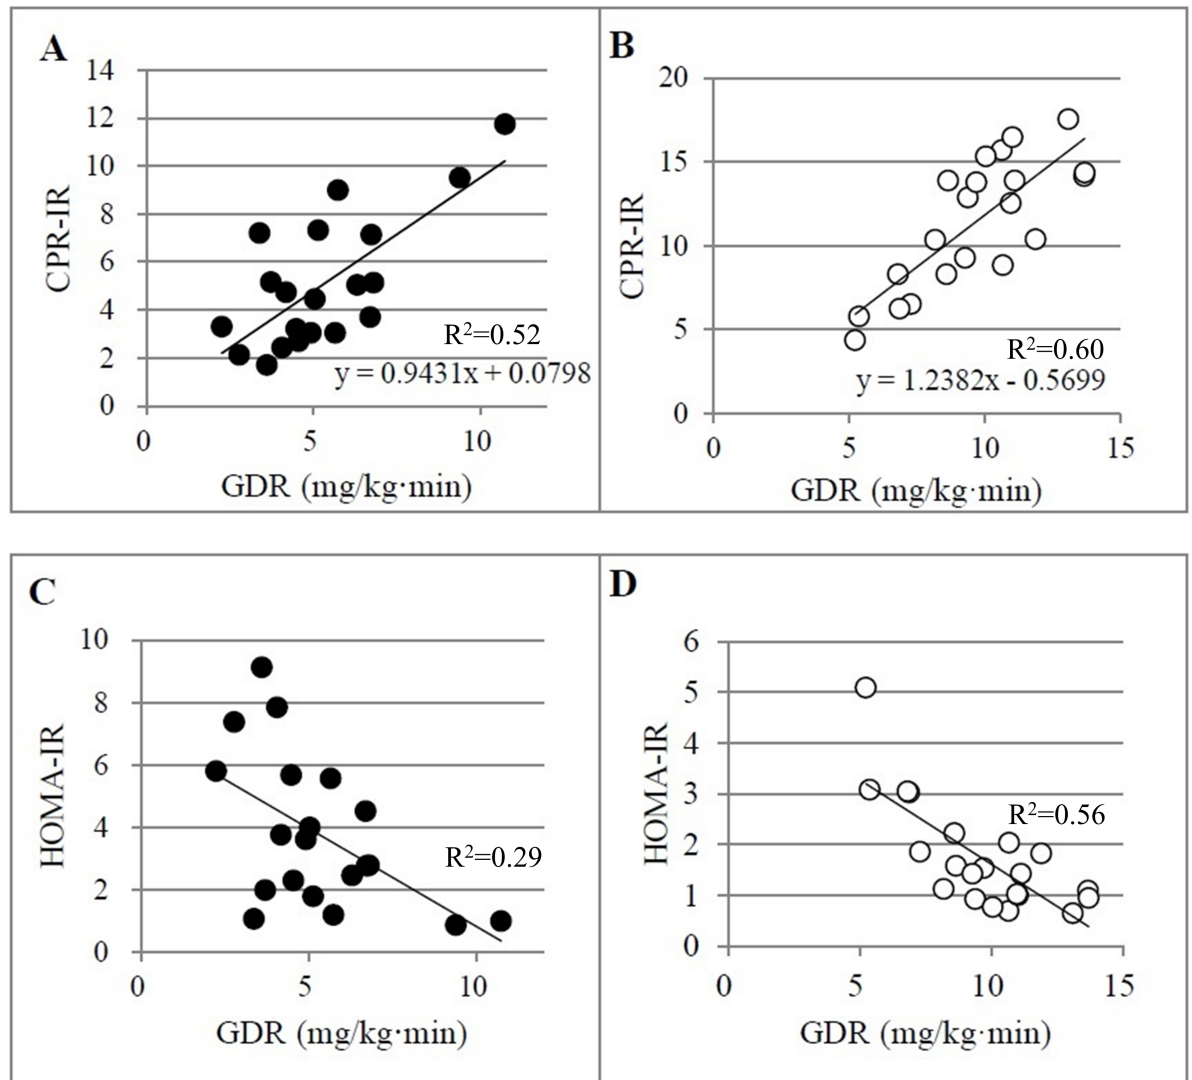 A
14
12
10
8
6
4
2
0
CPR-IR
R²=0.52
y = 0.9431x + 0.0798
0 5 10
GDR (mg/kg·min)
B
20
15
10
5
0
CPR-IR
R²=0.60
y = 1.2382x - 0.5699
0 5 10 15
GDR (mg/kg·min)
C
10
8
6
4
2
0
HOMA-IR
R²=0.29
0 5 10
GDR (mg/kg·min)
D
6
5
4
3
2
1
0
HOMA-IR
R²=0.56
0 5 10 15
GDR (mg/kg·min)